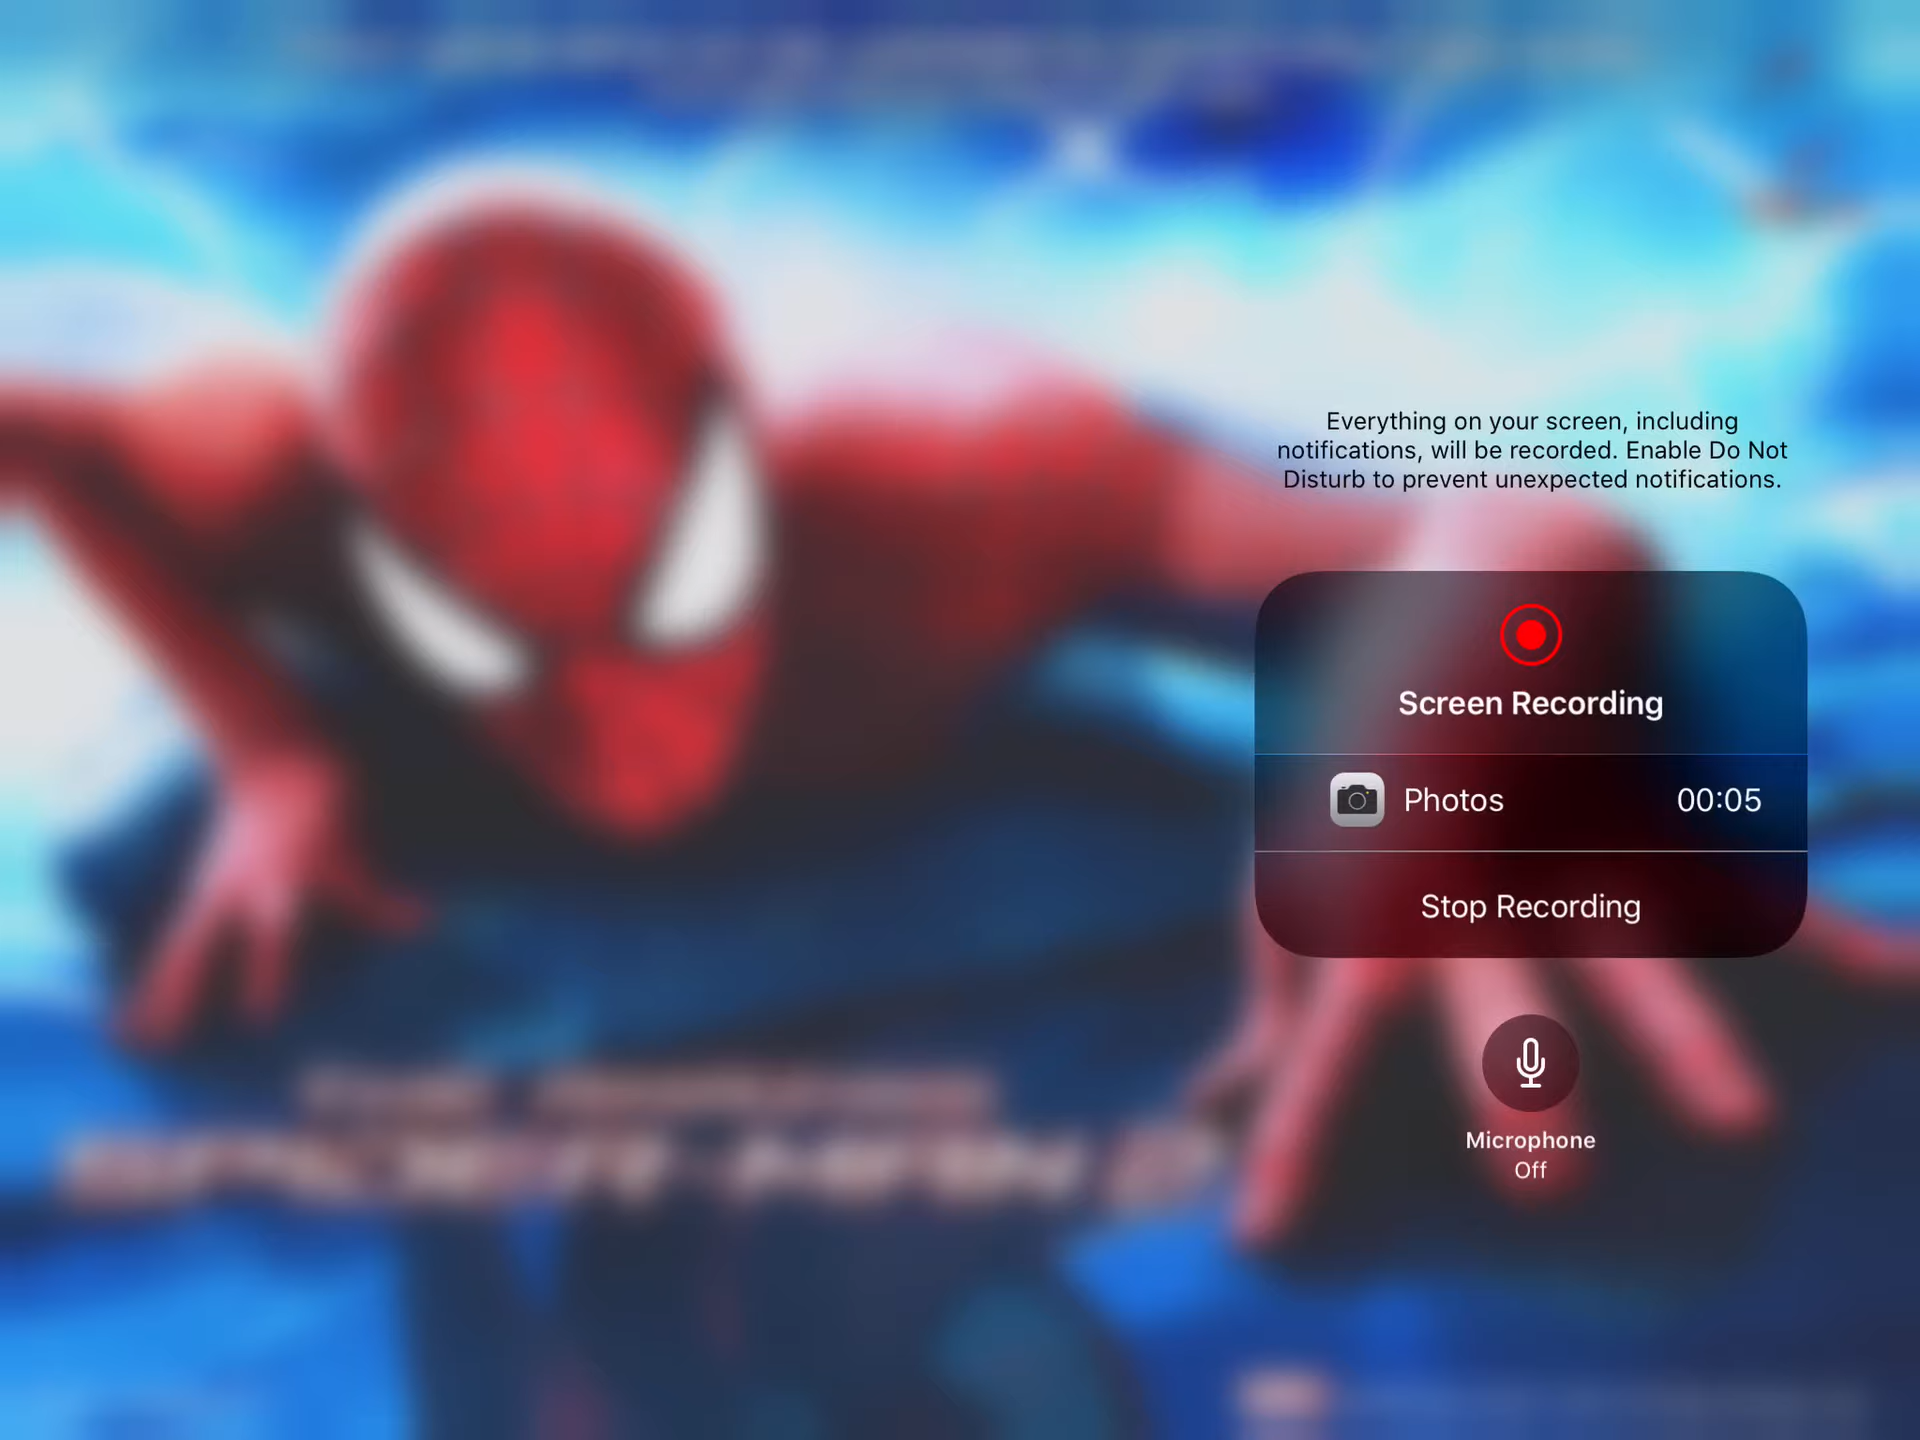 Everything on your screen, including
notifications, will be recorded. Enable Do Not
Disturb to prevent unexpected notifications.
Screen Recording
Photos 00:05
Stop Recording
Microphone
Off